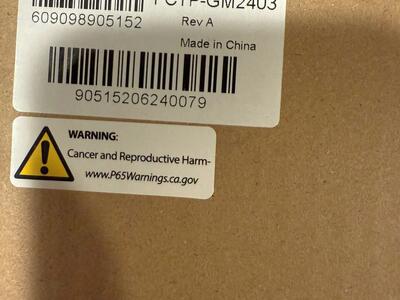 609098905152
Rev A
Made in China
90515206240079
WARNING:
Cancer and Reproductive Harm-
www.P65Warnings.ca.gov